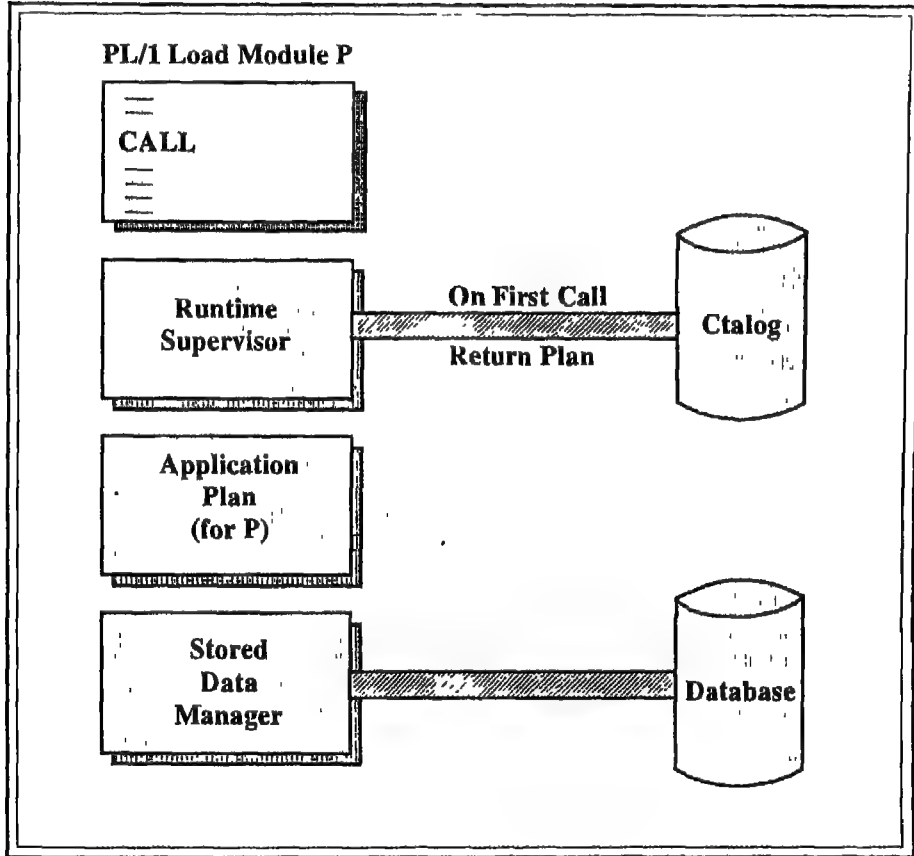 PL/1 Load Module P
CALL
Runtime
Supervisor
On First Call
Return Plan
Ctalog
Application
Plan
(for P)
Stored
Data
Manager
Database